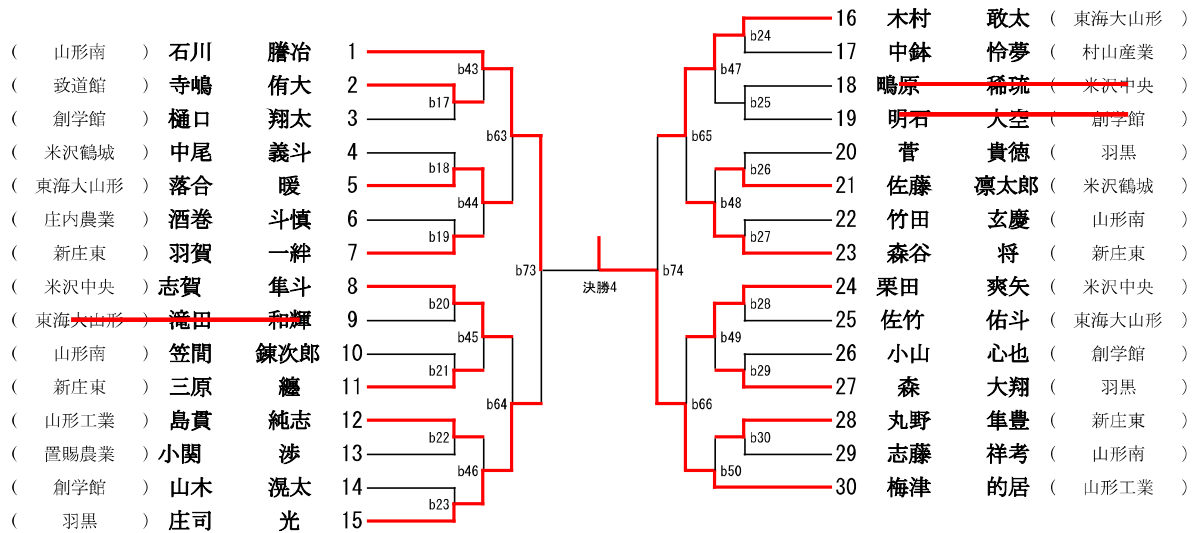 ( 山形南 ) 石川 謄冶 1
( 致道館 ) 寺嶋 侑大 2
( 創学館 ) 樋口 翔太 3
( 米沢鶴城 ) 中尾 義斗 4
( 東海大山形 ) 落合 暖 5
( 庄内農業 ) 酒巻 斗慎 6
( 新庄東 ) 羽賀 一絆 7
( 米沢中央 ) 志賀 隼斗 8
( 東海大山形 ) 滝田 和輝 9
( 山形南 ) 笠間 錬次郎 10
( 新庄東 ) 三原 纏 11
( 山形工業 ) 島貫 純志 12
( 置賜農業 ) 小関 渉 13
( 創学館 ) 山木 滉太 14
( 羽黒 ) 庄司 光 15
b43
b17
b63
b18
b44
b19
b73
b20
b45
b21
b64
b22
b46
b23
決勝4
b24
b47
b25
b65
b26
b48
b27
b74
b28
b49
b29
b66
b30
b50
16 木村 敢太 ( 東海大山形 )
17 中鉢 怜夢 ( 村山産業 )
18 鴫原 稀琉 ( 米沢中央 )
19 明石 大空 ( 創学館 )
20 菅 貴徳 ( 羽黒 )
21 佐藤 凛太郎 ( 米沢鶴城 )
22 竹田 玄慶 ( 山形南 )
23 森谷 将 ( 新庄東 )
24 栗田 爽矢 ( 米沢中央 )
25 佐竹 佑斗 ( 東海大山形 )
26 小山 心也 ( 創学館 )
27 森 大翔 ( 羽黒 )
28 丸野 隼豊 ( 新庄東 )
29 志藤 祥考 ( 山形南 )
30 梅津 的居 ( 山形工業 )